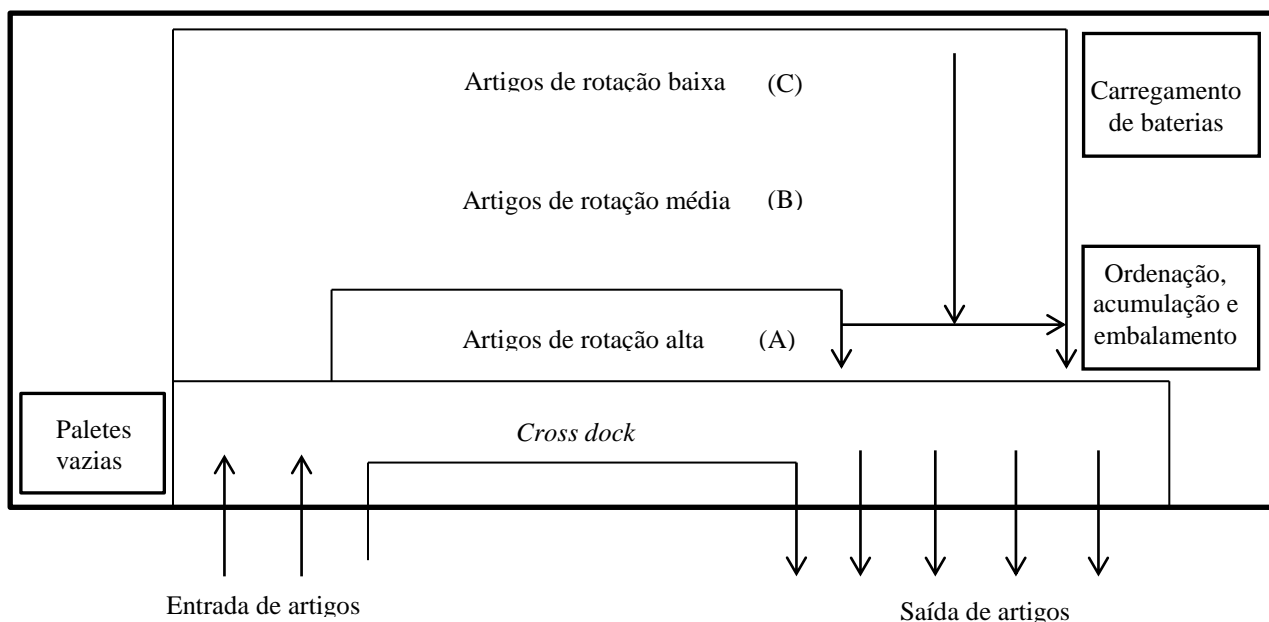 Artigos de rotação baixa (C)
Carregamento
de baterias
Artigos de rotação média (B)
Ordenação,
acumulação e
embalamento
Artigos de rotação alta (A)
Paletes
vazias
Cross dock
Entrada de artigos
Saída de artigos